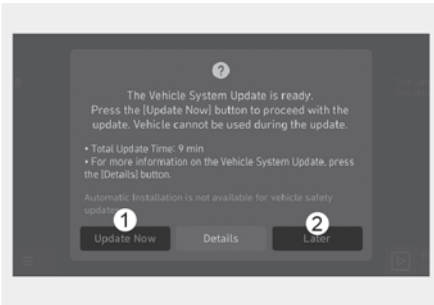 ?
The Vehicle System Update is ready.
Press the [Update Now] button to proceed with the
update. Vehicle cannot be used during the update.
• Total Update Time: 9 min
• For more information on the Vehicle System Update, press
the [Details] button.
Automatic Installation is not available for vehicle safety
updates.
1
2
Update Now Details Later